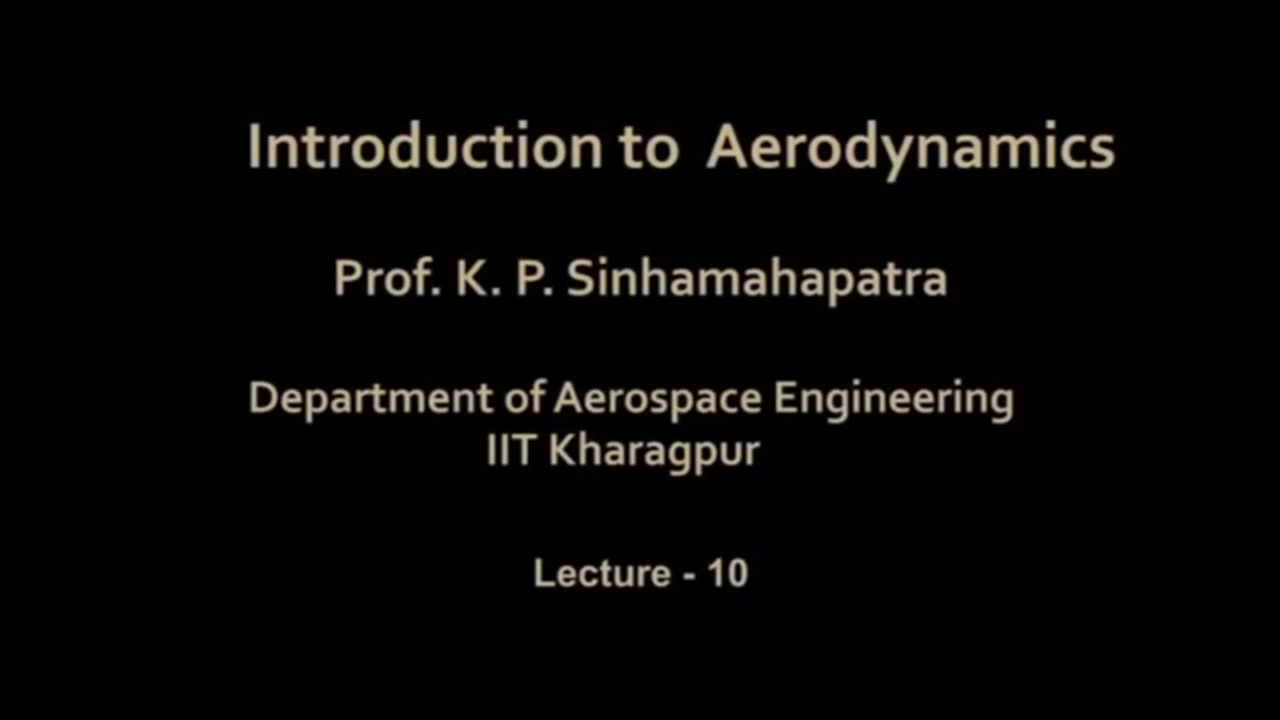 Introduction to Aerodynamics
Prof. K. P. Sinhamahapatra
Department of Aerospace Engineering
IIT Kharagpur
Lecture - 10